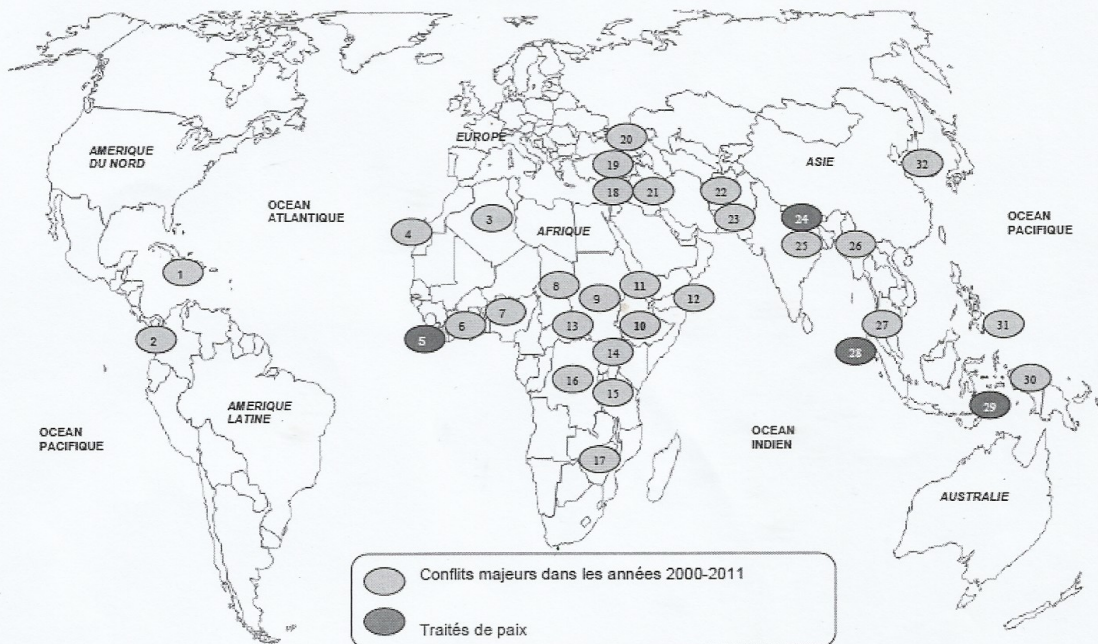 20
EUROPE
AMERIQUE
DU NORD
ASIE
32
19
18
21
22
OCEAN
ATLANTIQUE
3
23
24
OCEAN
PACIFIQUE
4
AFRIQUE
25
26
1
8
11
9
12
7
2
5
6
13
10
27
31
14
28
16
15
30
AMERIQUE
LATINE
29
OCEAN
PACIFIQUE
OCEAN
INDIEN
17
AUSTRALIE
Conflits majeurs dans les années 2000-2011
Traités de paix